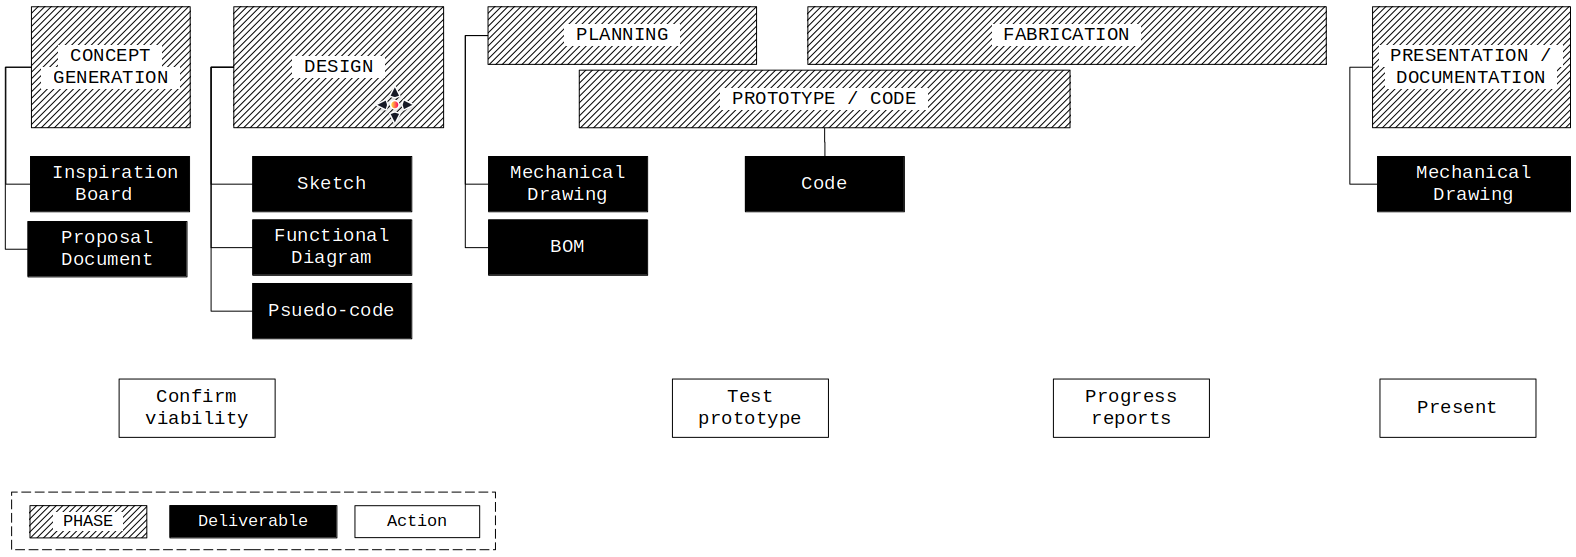 CONCEPT
GENERATION
DESIGN
PLANNING
FABRICATION
PROTOTYPE / CODE
PRESENTATION /
DOCUMENTATION
Inspiration
Board
Proposal
Document
Sketch
Functional
Diagram
Psuedo-code
Mechanical
Drawing
BOM
Code
Mechanical
Drawing
Confirm
viability
Test
prototype
Progress
reports
Present
PHASE
Deliverable
Action